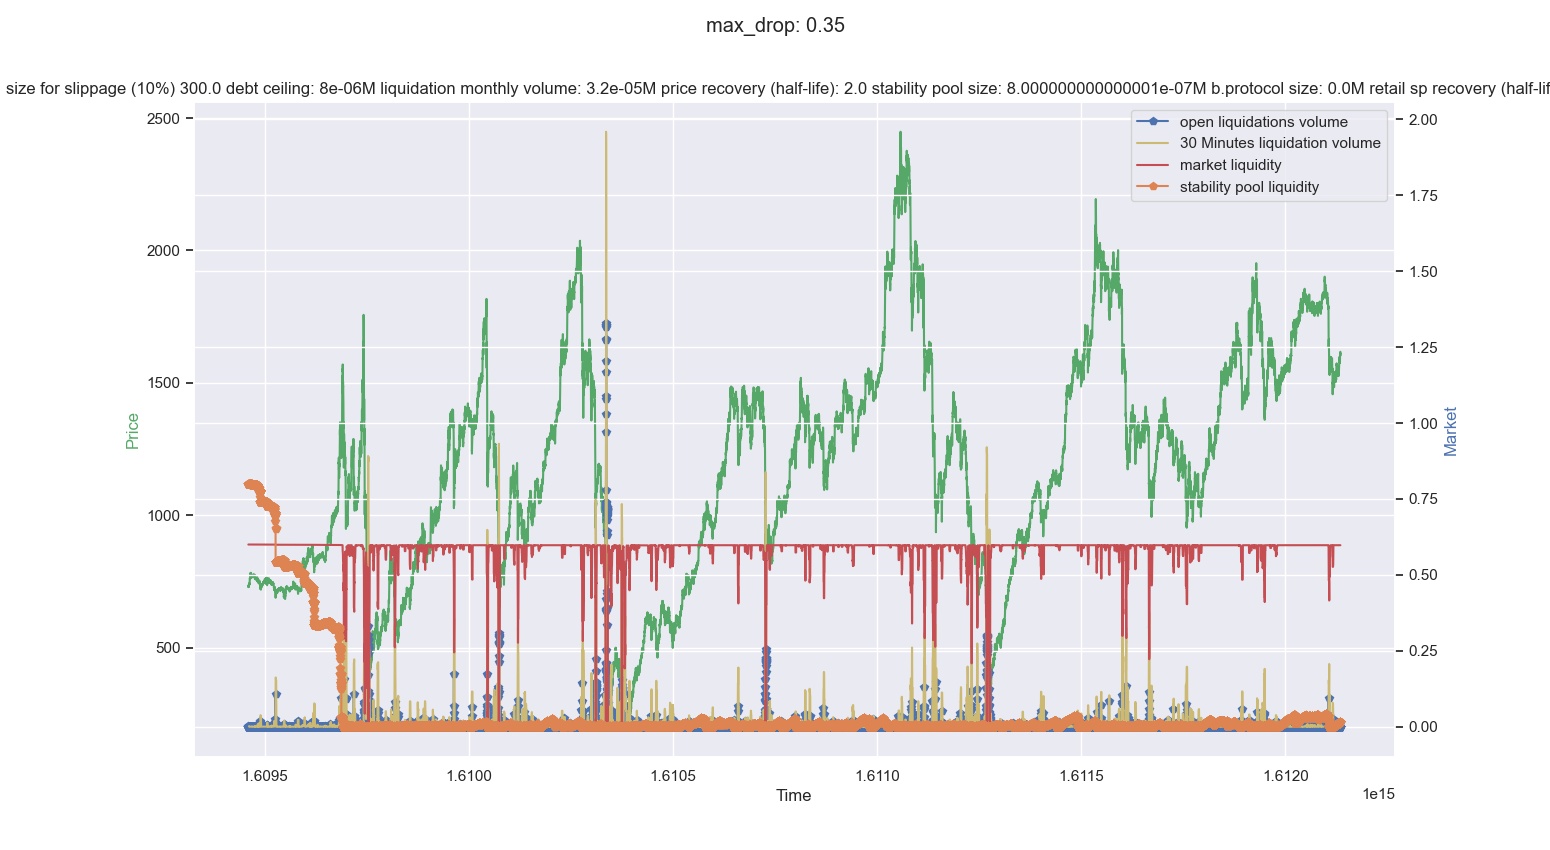 max_drop: 0.35
size for slippage (10%) 300.0 debt ceiling: 8e-06M liquidation monthly volume: 3.2e-05M price recovery (half-life): 2.0 stability pool size: 8.000000000000001e-07M b.protocol size: 0.0M retail sp recovery (half-lif
open liquidations volume
30 Minutes liquidation volume
market liquidity
stability pool liquidity
2500
2000
1500
1000
500
Price
2.00
1.75
1.50
1.25
1.00
0.75
0.50
0.25
0.00
Market
1.6095 1.6100 1.6105 1.6110 1.6115 1.6120
1e15
Time